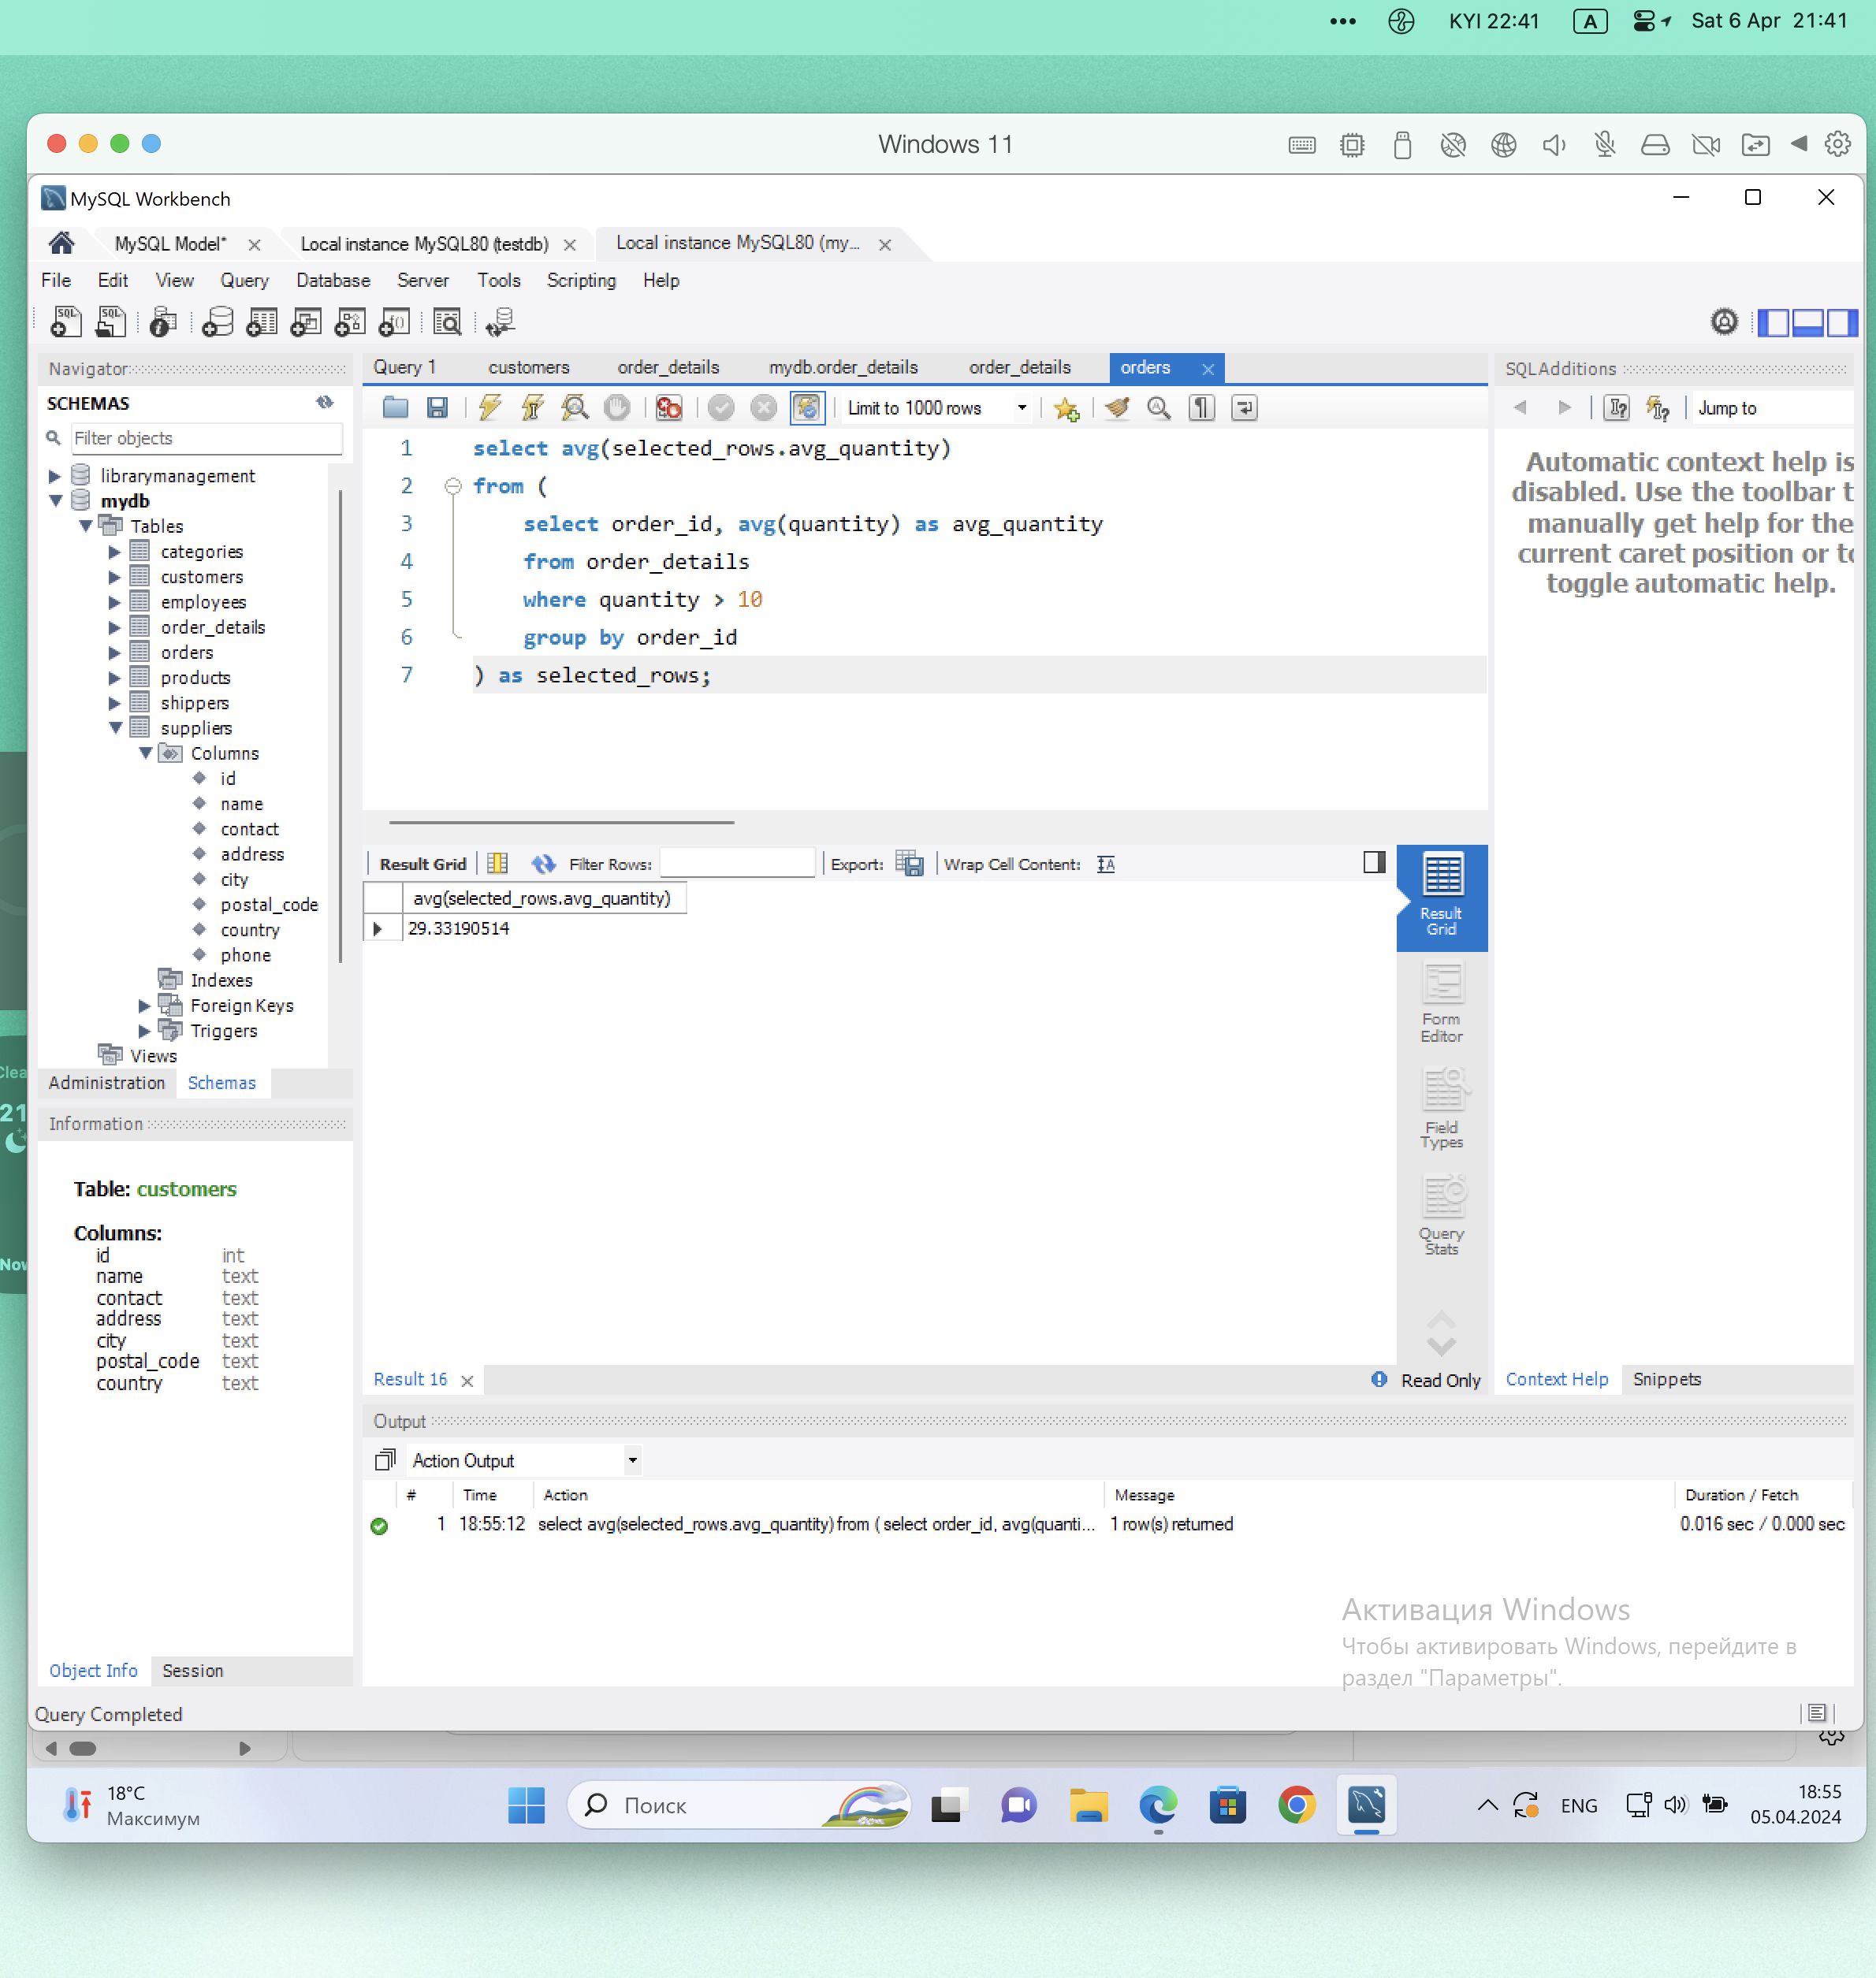 KYI 22:41
A
Sat 6 Apr 21:41
Windows 11
MySQL Workbench
MySQL Model*
Local instance MySQL80 (testdb)
Local instance MySQL80 (my...
File Edit View Query Database Server Tools Scripting Help
Navigator
SCHEMAS
Filter objects
librarymanagement
mydb
Tables
categories
customers
employees
order_details
orders
products
shippers
suppliers
Columns
id
name
contact
address
city
postal_code
country
phone
Indexes
Foreign Keys
Triggers
Views
Administration Schemas
Information
Table: customers
Columns:
id int
name text
contact text
address text
city text
postal_code text
country text
Object Info Session
Query 1 customers order_details mydb.order_details order_details orders
Limit to 1000 rows
1 select avg(selected_rows.avg_quantity)
2 from (
3 select order_id, avg(quantity) as avg_quantity
4 from order_details
5 where quantity > 10
6 group by order_id
7 ) as selected_rows;
Result Grid Filter Rows: Export: Wrap Cell Content:
avg(selected_rows.avg_quantity)
29.33190514
Result
Grid
Form
Editor
Field
Types
Query
Stats
Result 16
Read Only
SQLAdditions
Jump to
Automatic context help is
disabled. Use the toolbar t
manually get help for the
current caret position or to
toggle automatic help.
Context Help Snippets
Output
Action Output
# Time Action Message Duration / Fetch
1 18:55:12 select avg(selected_rows.avg_quantity) from ( select order_id, avg(quanti... 1 row(s) returned 0.016 sec / 0.000 sec
Активация Windows
Чтобы активировать Windows, перейдите в
раздел "Параметры".
Query Completed
18°C
Максимум
Поиск
ENG
18:55
05.04.2024
21